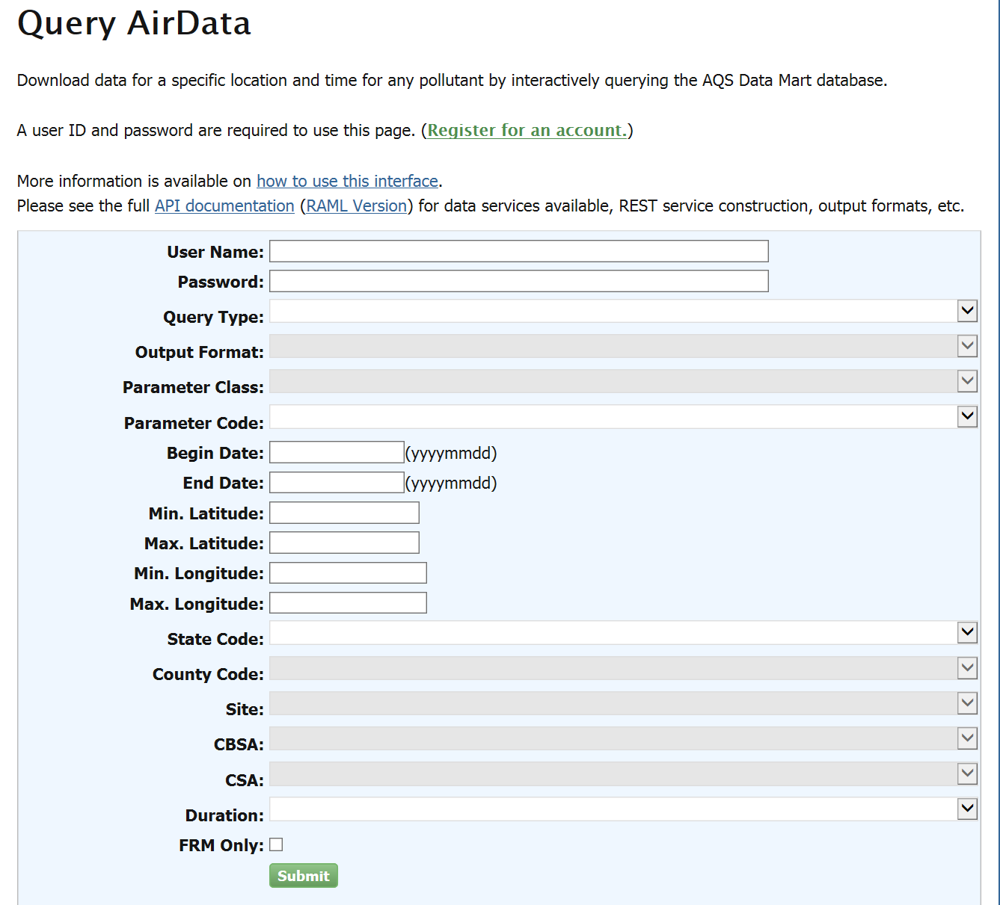 Query AirData
Download data for a specific location and time for any pollutant by interactively querying the AQS Data Mart database.
A user ID and password are required to use this page. (Register for an account.)
More information is available on how to use this interface.
Please see the full API documentation (RAML Version) for data services available, REST service construction, output formats, etc.
User Name:
Password:
Query Type:
Output Format:
Parameter Class:
Parameter Code:
Begin Date: (yyyymmdd)
End Date: (yyyymmdd)
Min. Latitude:
Max. Latitude:
Min. Longitude:
Max. Longitude:
State Code:
County Code:
Site:
CBSA:
CSA:
Duration:
FRM Only:
Submit